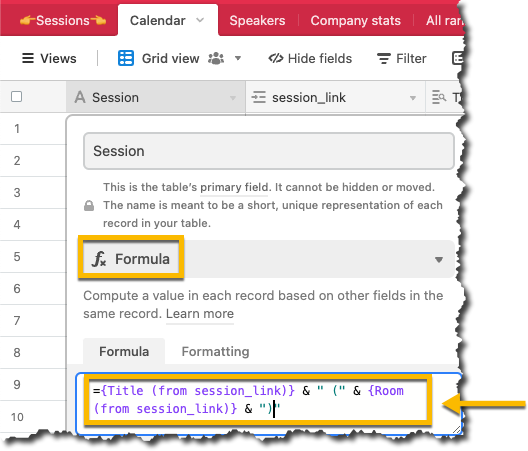 👉Sessions👈 Calendar Speakers Company stats All ran
Views Grid view Hide fields Filter
Session session_link T
1
2
3
4
5
6
7
8
9
10
Session
This is the table's primary field. It cannot be hidden or moved.
The name is meant to be a short, unique representation of each
record in your table.
Formula
Compute a value in each record based on other fields in the
same record. Learn more
Formula Formatting
={Title (from session_link)} & " (" & {Room
(from session_link)} & ")"